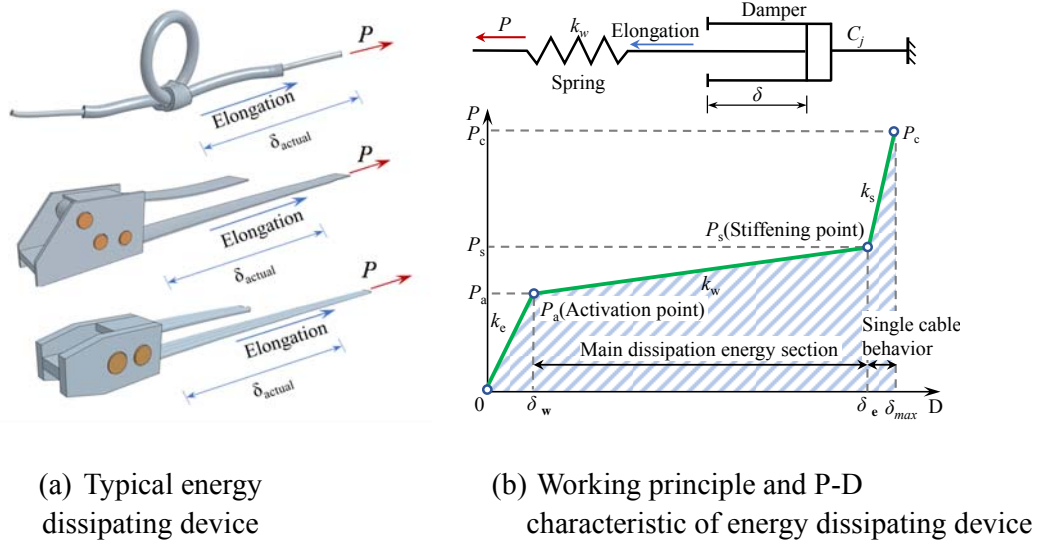 P
Elongation
δactual
P
Elongation
δactual
P
Elongation
δactual
(a) Typical energy
dissipating device
Damper
P
kw
Elongation
Cj
Spring
δ
P
Pc
Pc
ks
Ps(Stiffening point)
Ps
Pa
kw
Pa(Activation point)
ke
Single cable
behavior
Main dissipation energy section
0
δw
δe
δmax
D
(b) Working principle and P-D
characteristic of energy dissipating device